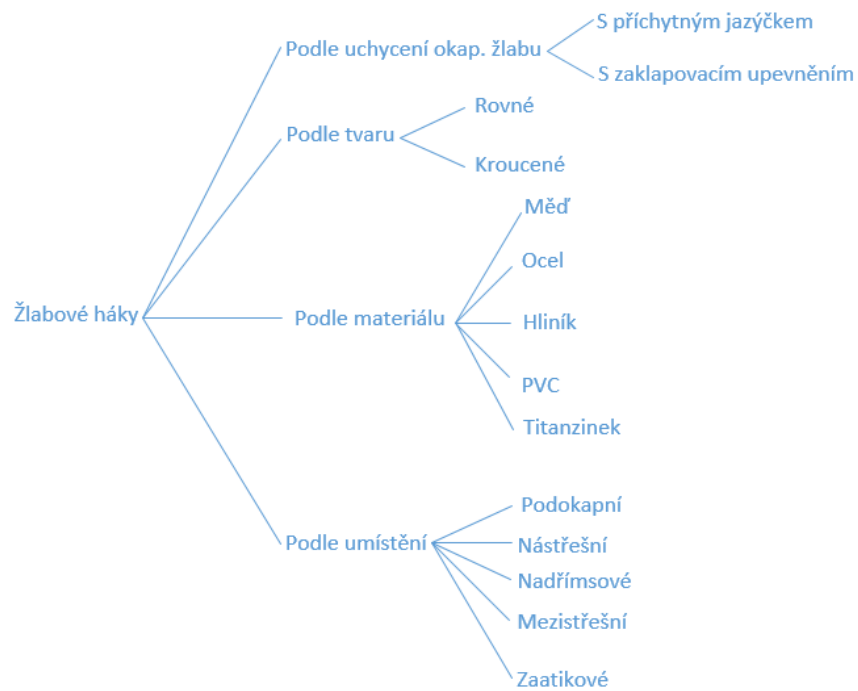 Žlabové háky
Podle uchycení okap. žlabu
S příchytným jazýčkem
S zaklapovacím upevněním
Podle tvaru
Rovné
Kroucené
Podle materiálu
Měď
Ocel
Hliník
PVC
Titanzinek
Podle umístění
Podokapní
Nástřešní
Nadřímsové
Mezistřešní
Zaatikové